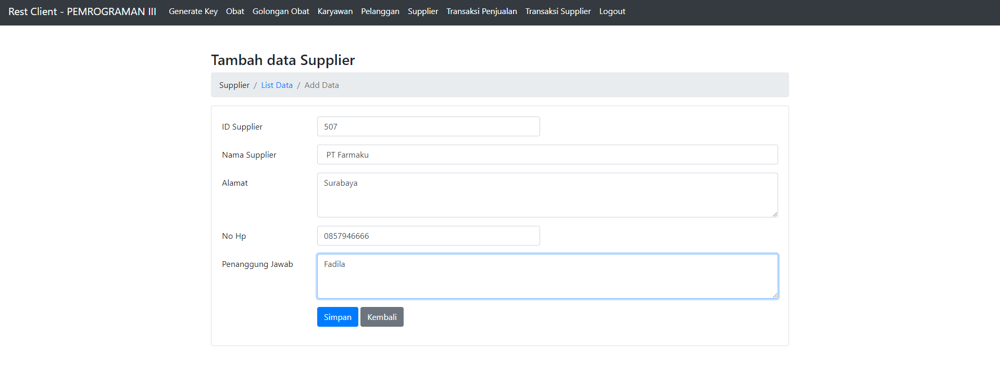 Rest Client - PEMROGRAMAN III Generate Key Obat Golongan Obat Karyawan Pelanggan Supplier Transaksi Penjualan Transaksi Supplier Logout
Tambah data Supplier
Supplier / List Data / Add Data
ID Supplier 507
Nama Supplier PT Farmaku
Alamat Surabaya
No Hp 0857946666
Penanggung Jawab Fadila
Simpan Kembali